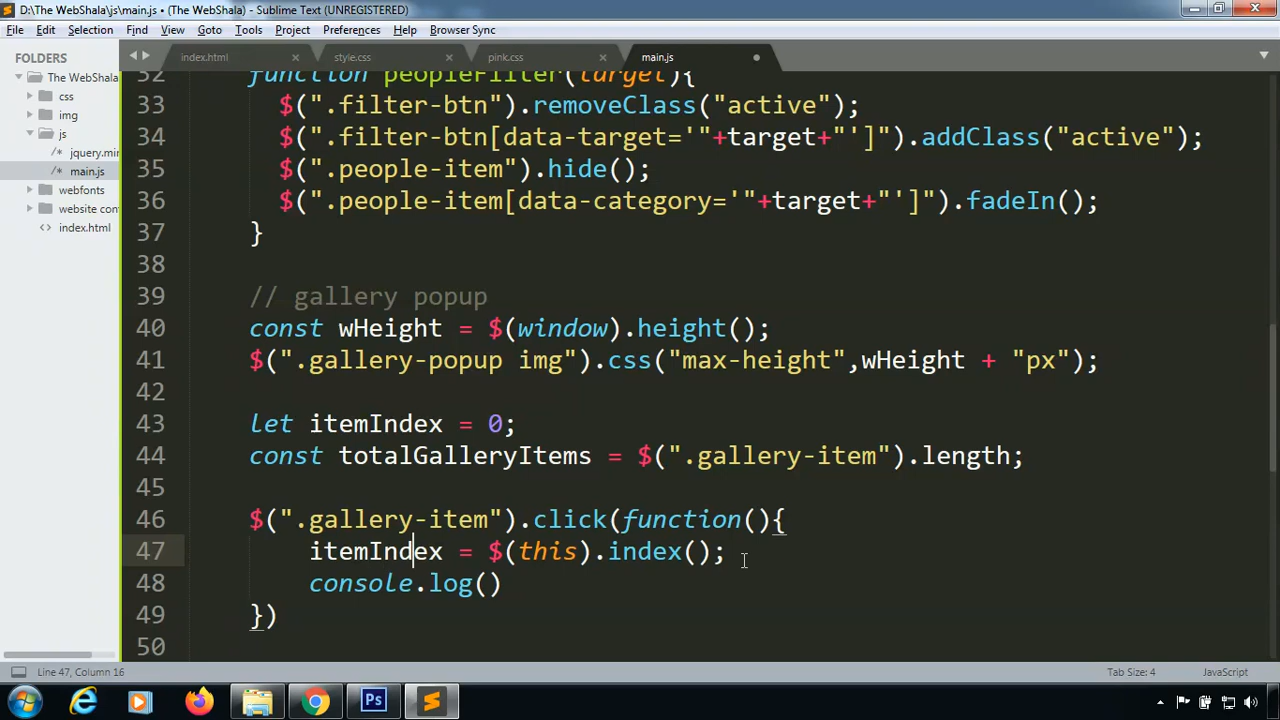 D:\The WebShala\js\main.js • (The WebShala) - Sublime Text (UNREGISTERED)
File Edit Selection Find View Goto Tools Project Preferences Help Browser Sync
FOLDERS
The WebShala
css
img
js
/* jquery.min
/* main.js
webfonts
website con
<> index.html
index.html × style.css × pink.css × main.js •
32 function peopleFilter(target){
33 $(".filter-btn").removeClass("active");
34 $(".filter-btn[data-target='"+target+"']").addClass("active");
35 $(".people-item").hide();
36 $(".people-item[data-category='"+target+"']").fadeIn();
37 }
38
39 // gallery popup
40 const wHeight = $(window).height();
41 $(".gallery-popup img").css("max-height",wHeight + "px");
42
43 let itemIndex = 0;
44 const totalGalleryItems = $(".gallery-item").length;
45
46 $(".gallery-item").click(function(){
47 itemIndex = $(this).index();
48 console.log()
49 })
50
Line 47, Column 16 Tab Size: 4 JavaScript
Ps